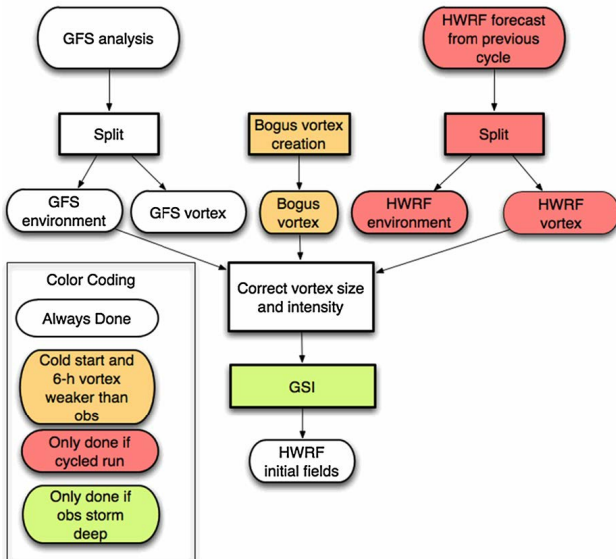 GFS analysis
HWRF forecast
from previous
cycle
Split
Bogus vortex
creation
Split
GFS
environment
GFS vortex
Bogus
vortex
HWRF
environment
HWRF
vortex
Correct vortex size
and intensity
GSI
HWRF
initial fields
Color Coding
Always Done
Cold start and
6-h vortex
weaker than
obs
Only done if
cycled run
Only done if
obs storm
deep